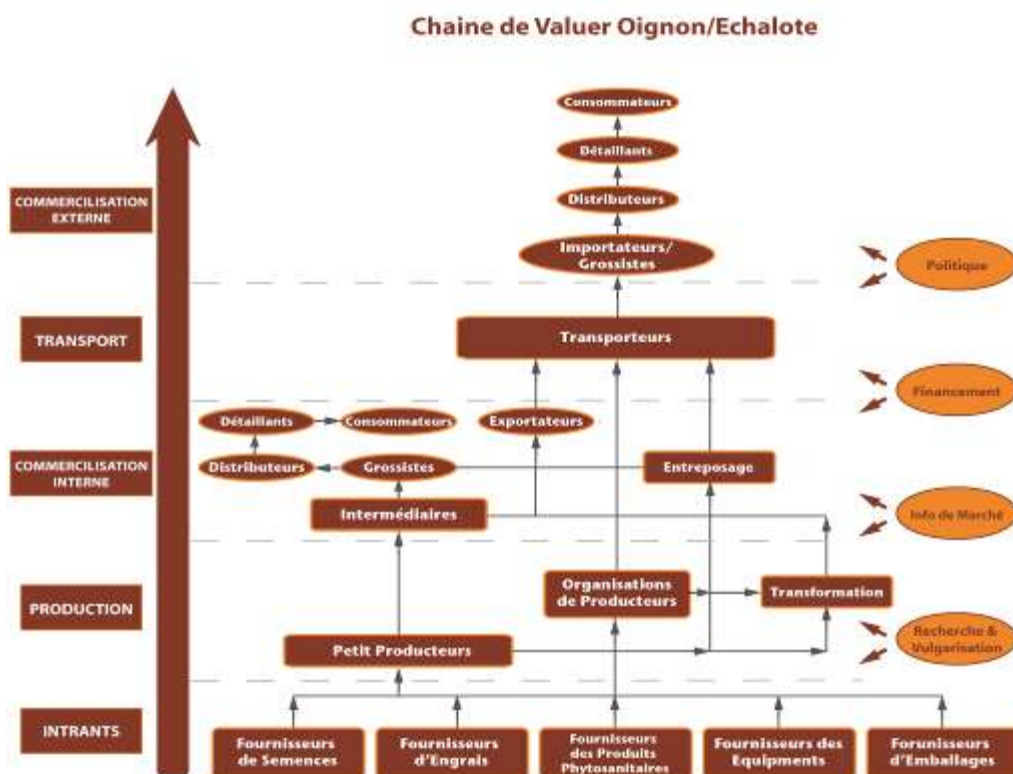 Chaine de Valuer Oignon/Echalote
Consommateurs
Détaillants
Distributeurs
COMMERCILISATION
EXTERNE
Importateurs/
Grossistes
Politique
TRANSPORT
Transporteurs
Financement
Détaillants
Consommateurs
Exportateurs
COMMERCILISATION
INTERNE
Distributeurs
Grossistes
Entreposage
Intermédiaires
Info de Marché
PRODUCTION
Organisations
de Producteurs
Transformation
Petit Producteurs
Recherche &
Vulgarisation
INTRANTS
Fournisseurs
de Semences
Fournisseurs
d'Engrais
Fournisseurs
des Produits
Phytosanitaires
Fournisseurs des
Equipments
Forunisseurs
d'Emballages